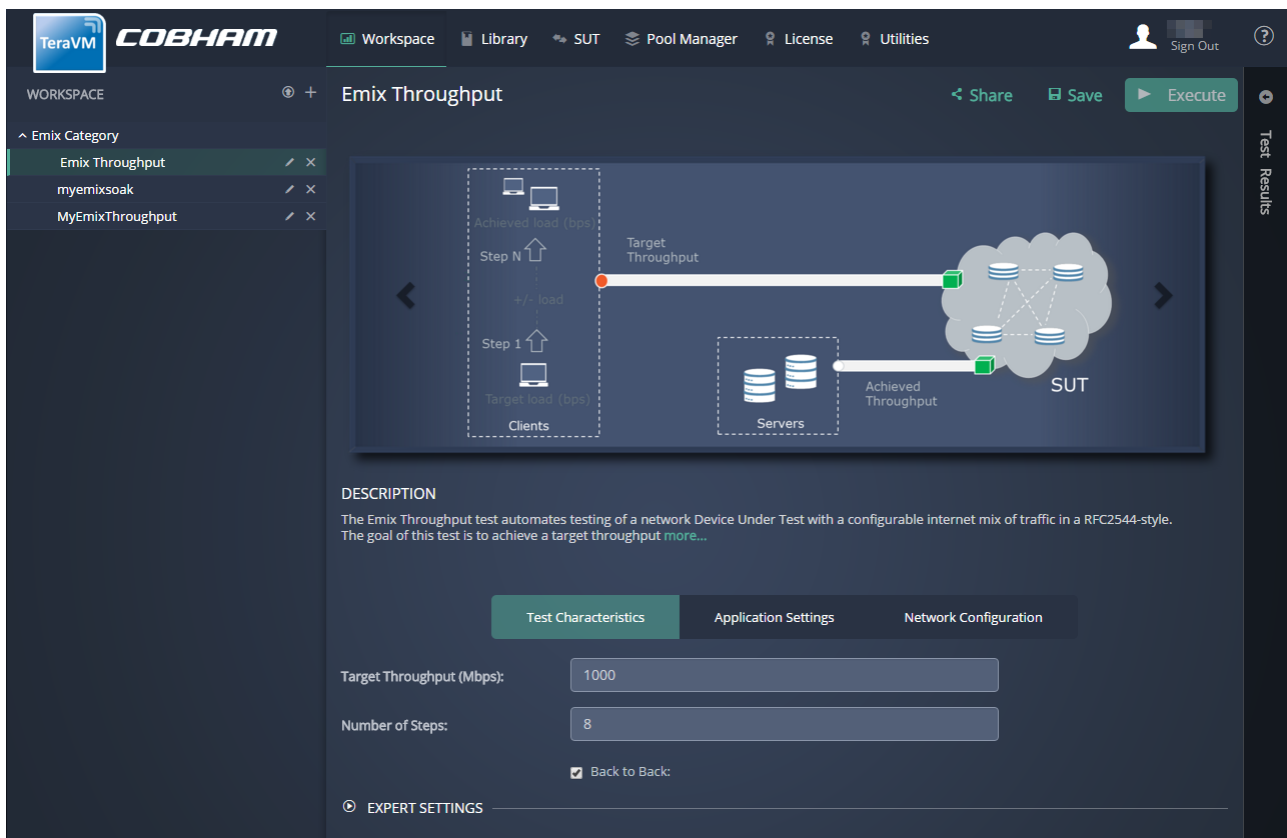 TeraVM
COBHAM
Workspace
Library
SUT
Pool Manager
License
Utilities
Sign Out
WORKSPACE
Emix Throughput
Share
Save
Execute
Emix Category
Emix Throughput
myemixsoak
MyEmixThroughput
Test Results
Achieved load (bps)
Step N
+/- load
Step 1
Target load (bps)
Clients
Target
Throughput
Servers
Achieved
Throughput
SUT
DESCRIPTION
The Emix Throughput test automates testing of a network Device Under Test with a configurable internet mix of traffic in a RFC2544-style.
The goal of this test is to achieve a target throughput more...
Test Characteristics
Application Settings
Network Configuration
Target Throughput (Mbps):
1000
Number of Steps:
8
Back to Back:
EXPERT SETTINGS